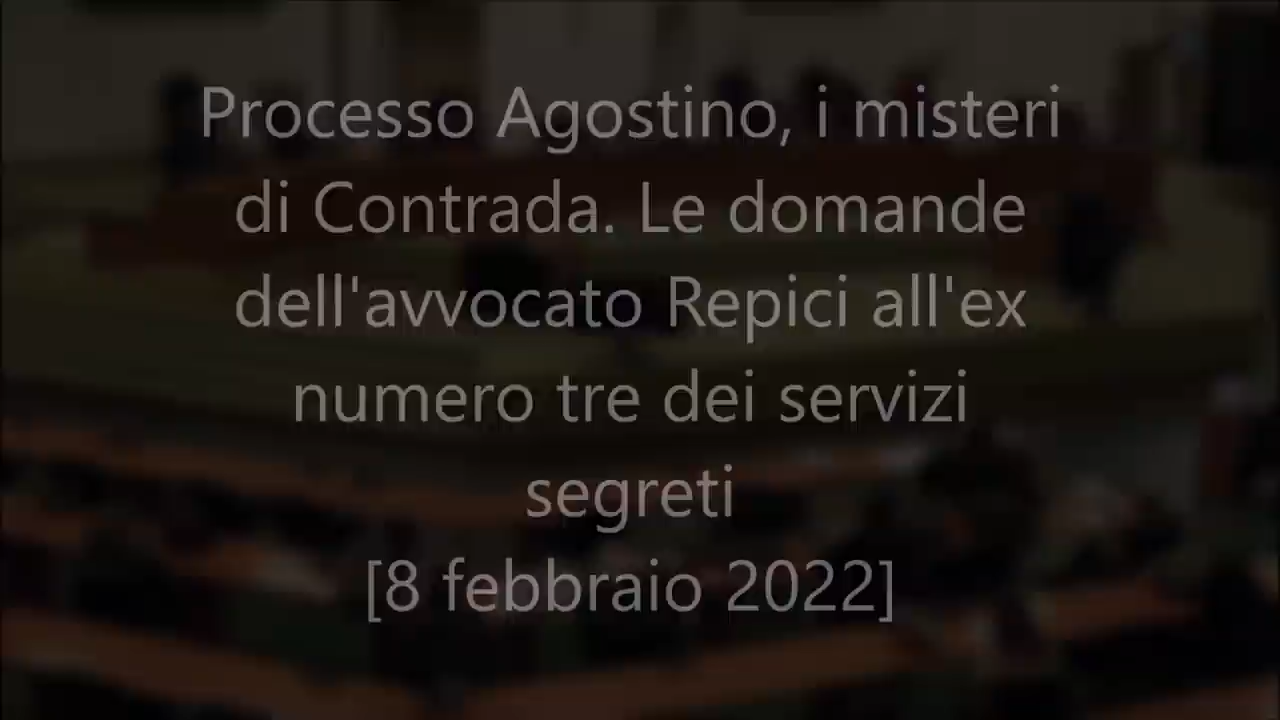 Processo Agostino, i misteri
di Contrada. Le domande
dell'avvocato Repici all'ex
numero tre dei servizi
segreti
[8 febbraio 2022]